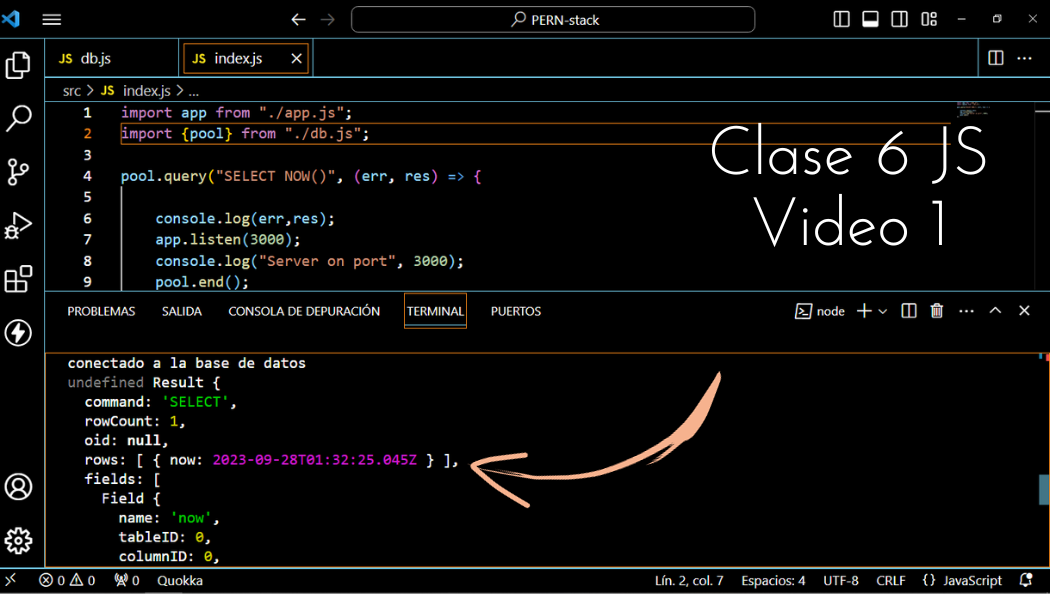 PERN-stack
JS db.js
JS index.js
src > JS index.js > ...
1 import app from "./app.js";
2 import {pool} from "./db.js";
3
4 pool.query("SELECT NOW()", (err, res) => {
5
6 console.log(err,res);
7 app.listen(3000);
8 console.log("Server on port", 3000);
9 pool.end();
Clase 6 JS
Video 1
PROBLEMAS SALIDA CONSOLA DE DEPURACIÓN TERMINAL PUERTOS node
conectado a la base de datos
undefined Result {
command: 'SELECT',
rowCount: 1,
oid: null,
rows: [ { now: 2023-09-28T01:32:25.045Z } ],
fields: [
Field {
name: 'now',
tableID: 0,
columnID: 0,
0 0 0 Quokka Lín. 2, col. 7 Espacios: 4 UTF-8 CRLF {} JavaScript